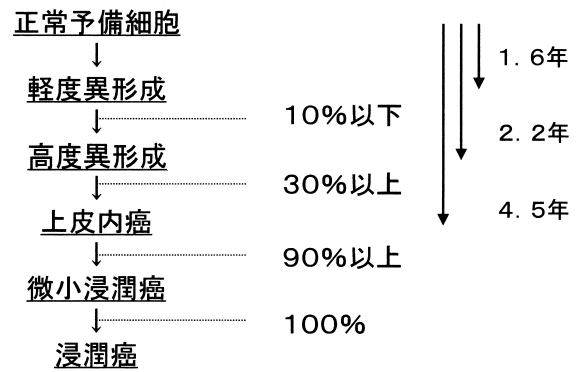 正常予備細胞
↓
1．6年
軽度異形成
↓
10%以下
2．2年
高度異形成
↓
30%以上
4．5年
上皮内癌
↓
90%以上
微小浸潤癌
↓
100%
浸潤癌